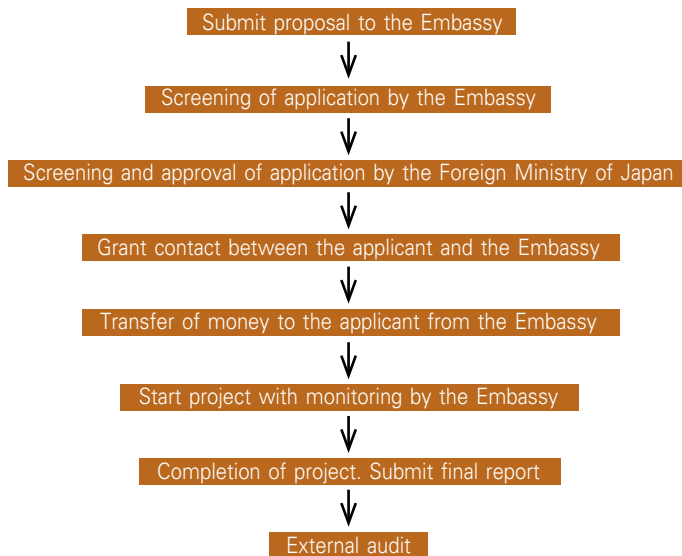 Submit proposal to the Embassy
Screening of application by the Embassy
Screening and approval of application by the Foreign Ministry of Japan
Grant contact between the applicant and the Embassy
Transfer of money to the applicant from the Embassy
Start project with monitoring by the Embassy
Completion of project. Submit final report
External audit